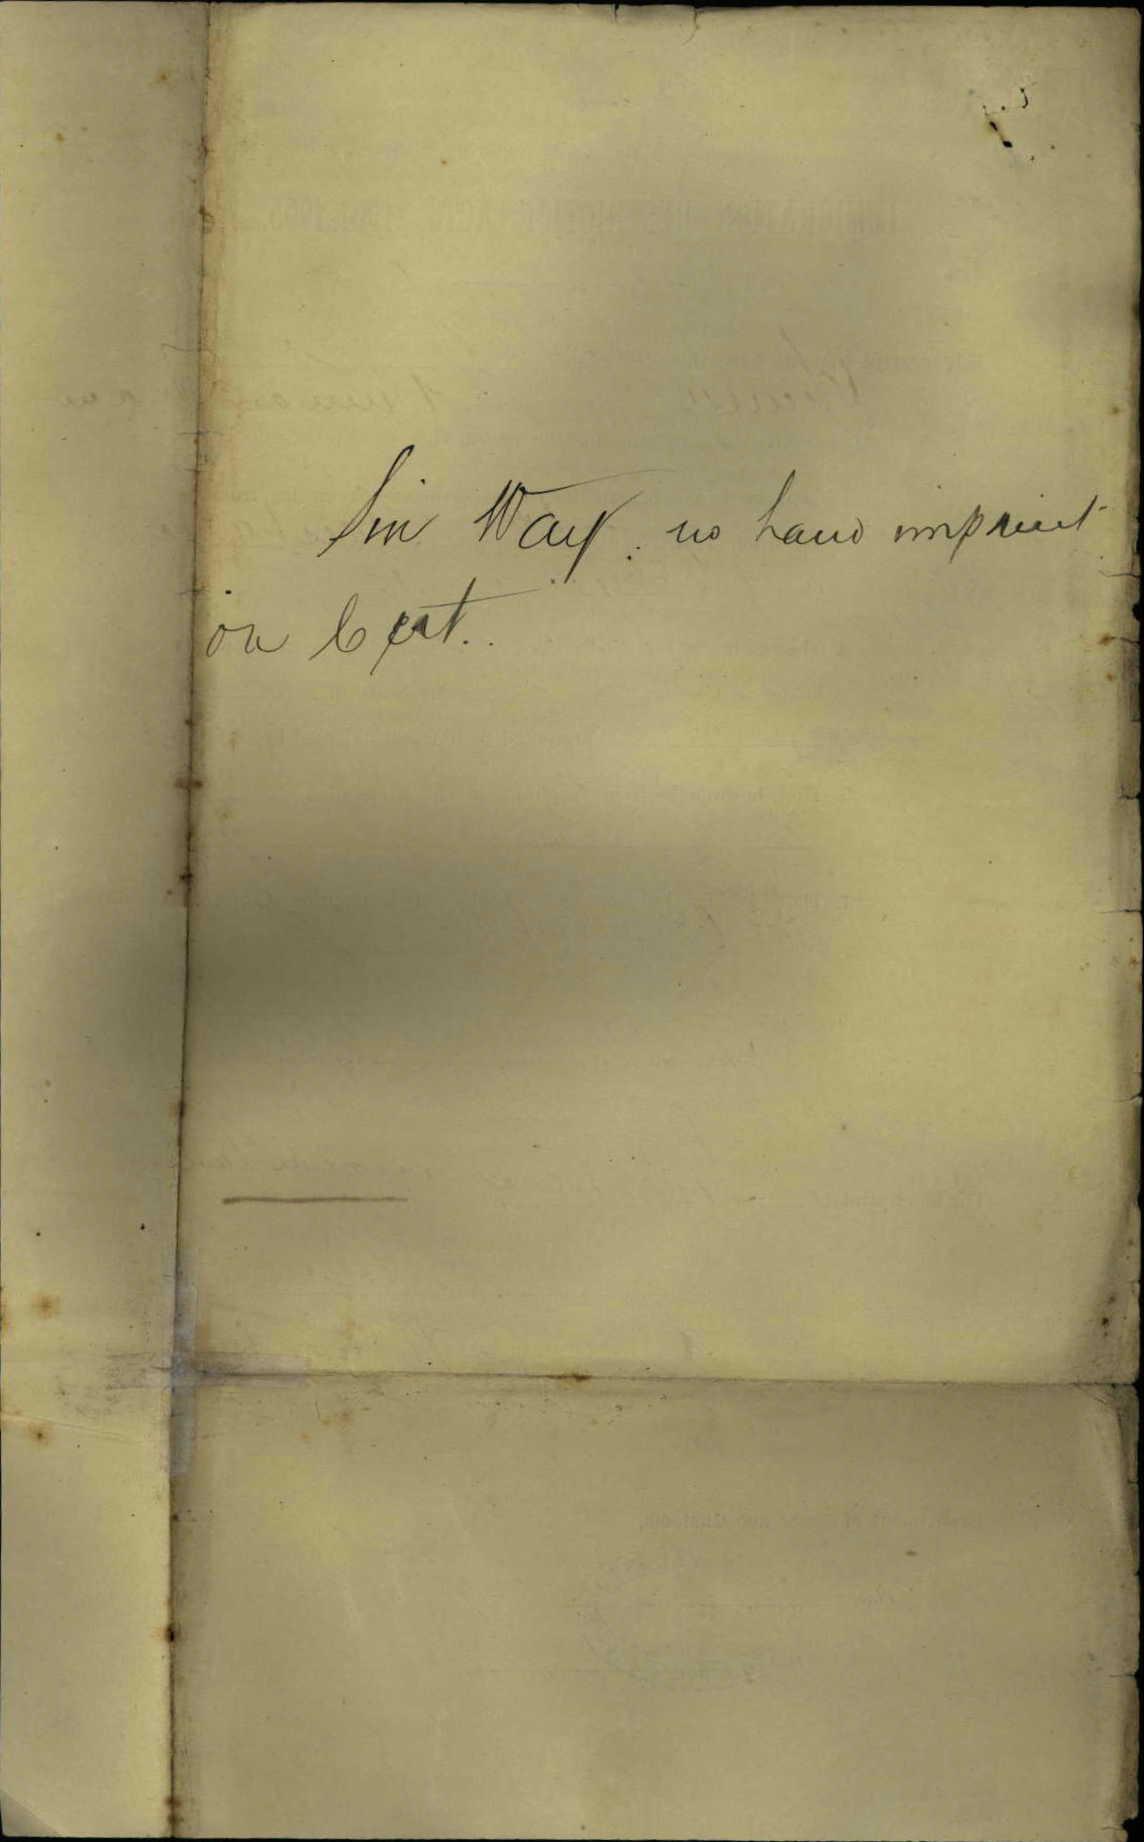 Sin Way. no hand imprint
on Cert.